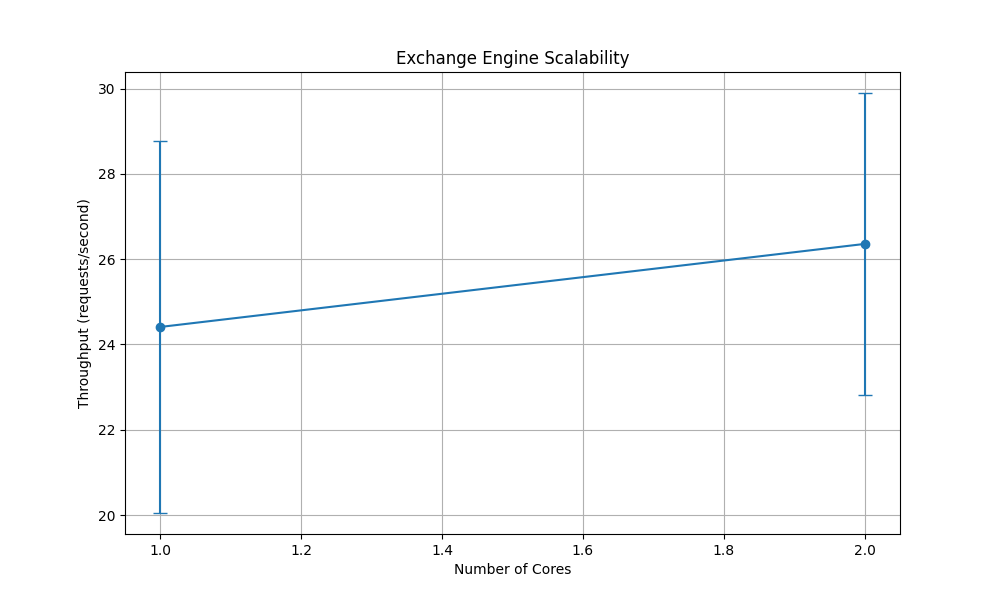 Exchange Engine Scalability
Throughput (requests/second)
30
28
26
24
22
20
1.0 1.2 1.4 1.6 1.8 2.0
Number of Cores